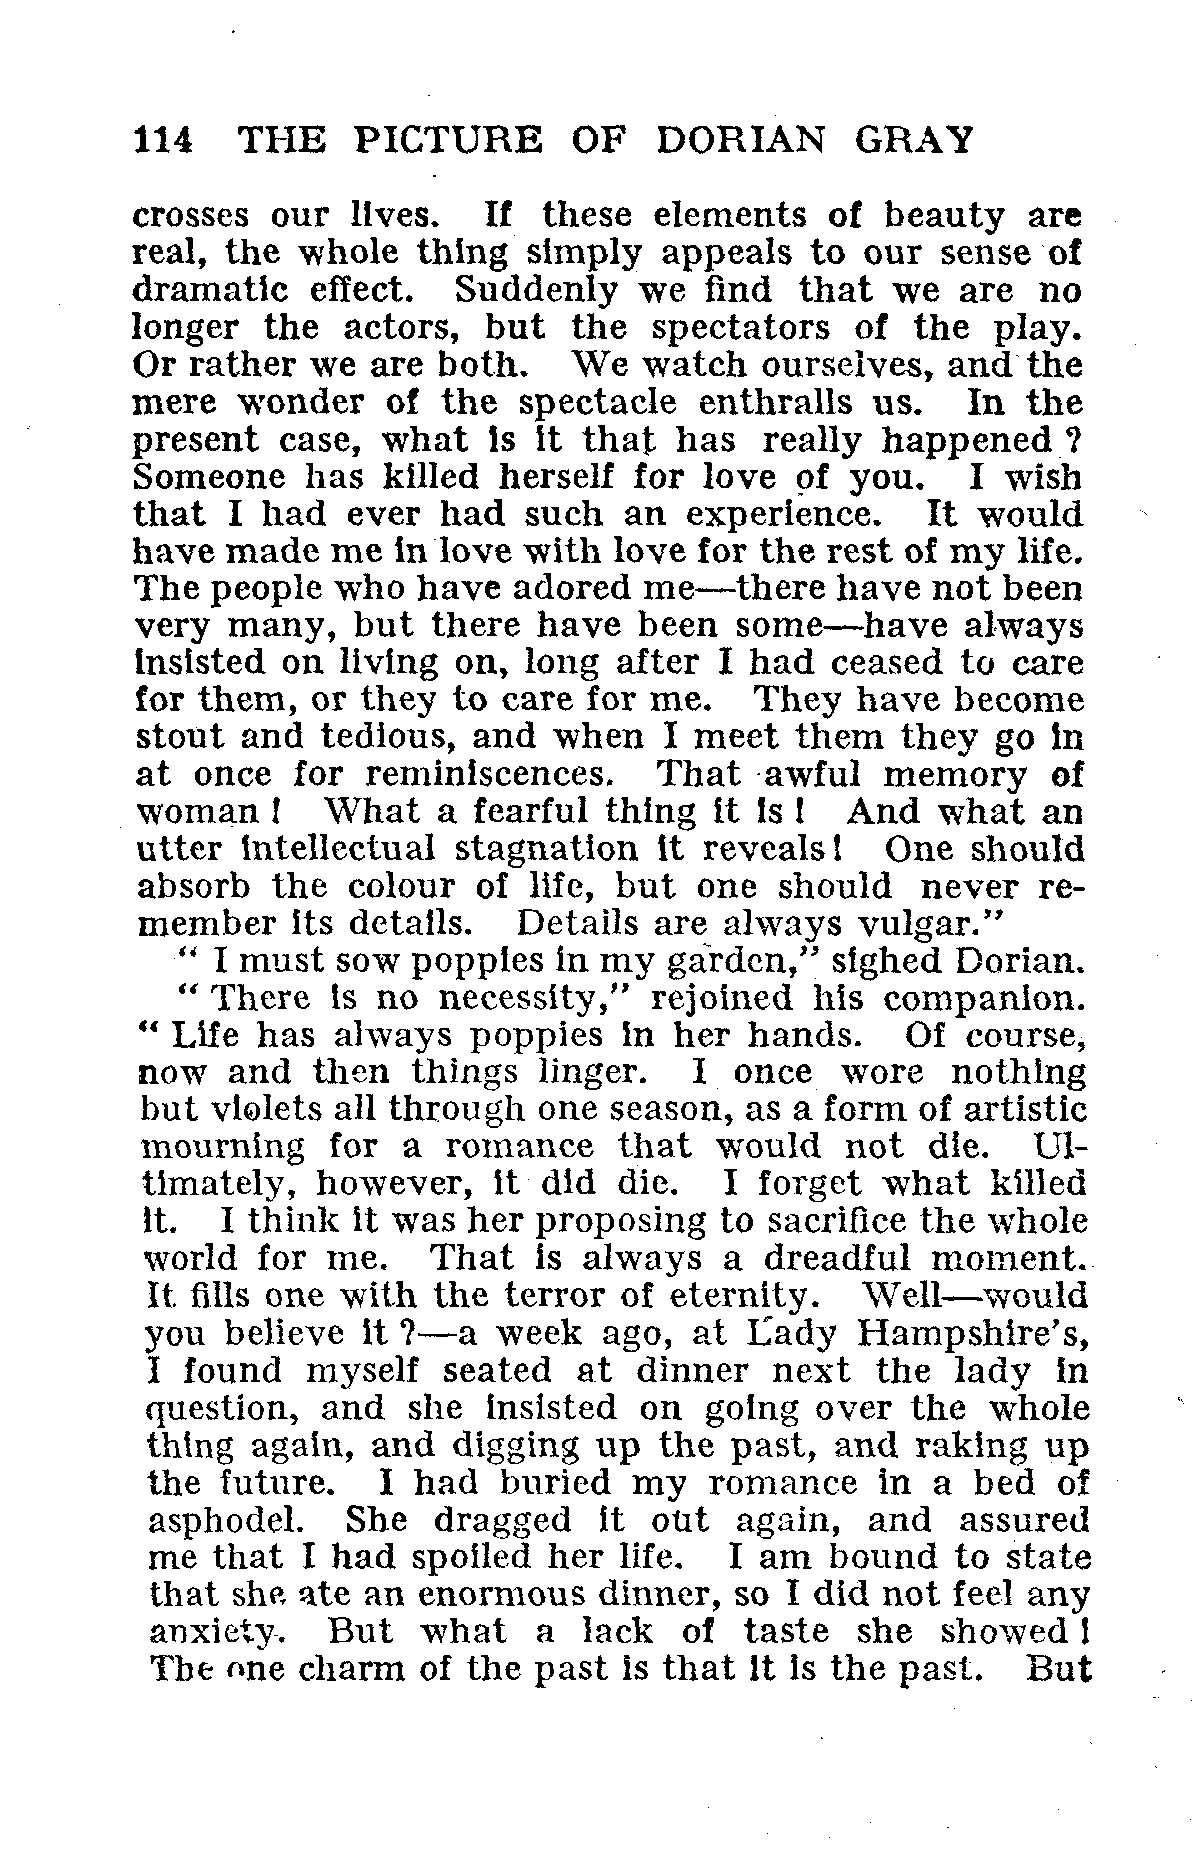 114 THE PICTURE OF DORIAN GRAY
crosses our lives. If these elements of beauty are
real, the whole thing simply appeals to our sense of
dramatic effect. Suddenly we find that we are no
longer the actors, but the spectators of the play.
Or rather we are both. We watch ourselves, and the
mere wonder of the spectacle enthralls us. In the
present case, what is it that has really happened ?
Someone has killed herself for love of you. I wish
that I had ever had such an experience. It would
have made me in love with love for the rest of my life.
The people who have adored me—there have not been
very many, but there have been some—have always
insisted on living on, long after I had ceased to care
for them, or they to care for me. They have become
stout and tedious, and when I meet them they go in
at once for reminiscences. That awful memory of
woman ! What a fearful thing it is ! And what an
utter intellectual stagnation it reveals ! One should
absorb the colour of life, but one should never re-
member its details. Details are always vulgar."
" I must sow poppies in my garden," sighed Dorian.
" There is no necessity," rejoined his companion.
" Life has always poppies in her hands. Of course,
now and then things linger. I once wore nothing
but violets all through one season, as a form of artistic
mourning for a romance that would not die. Ul-
timately, however, it did die. I forget what killed
it. I think it was her proposing to sacrifice the whole
world for me. That is always a dreadful moment.
It fills one with the terror of eternity. Well—would
you believe it ?—a week ago, at Lady Hampshire's,
I found myself seated at dinner next the lady in
question, and she insisted on going over the whole
thing again, and digging up the past, and raking up
the future. I had buried my romance in a bed of
asphodel. She dragged it out again, and assured
me that I had spoiled her life. I am bound to state
that she ate an enormous dinner, so I did not feel any
anxiety. But what a lack of taste she showed !
The one charm of the past is that it is the past. But